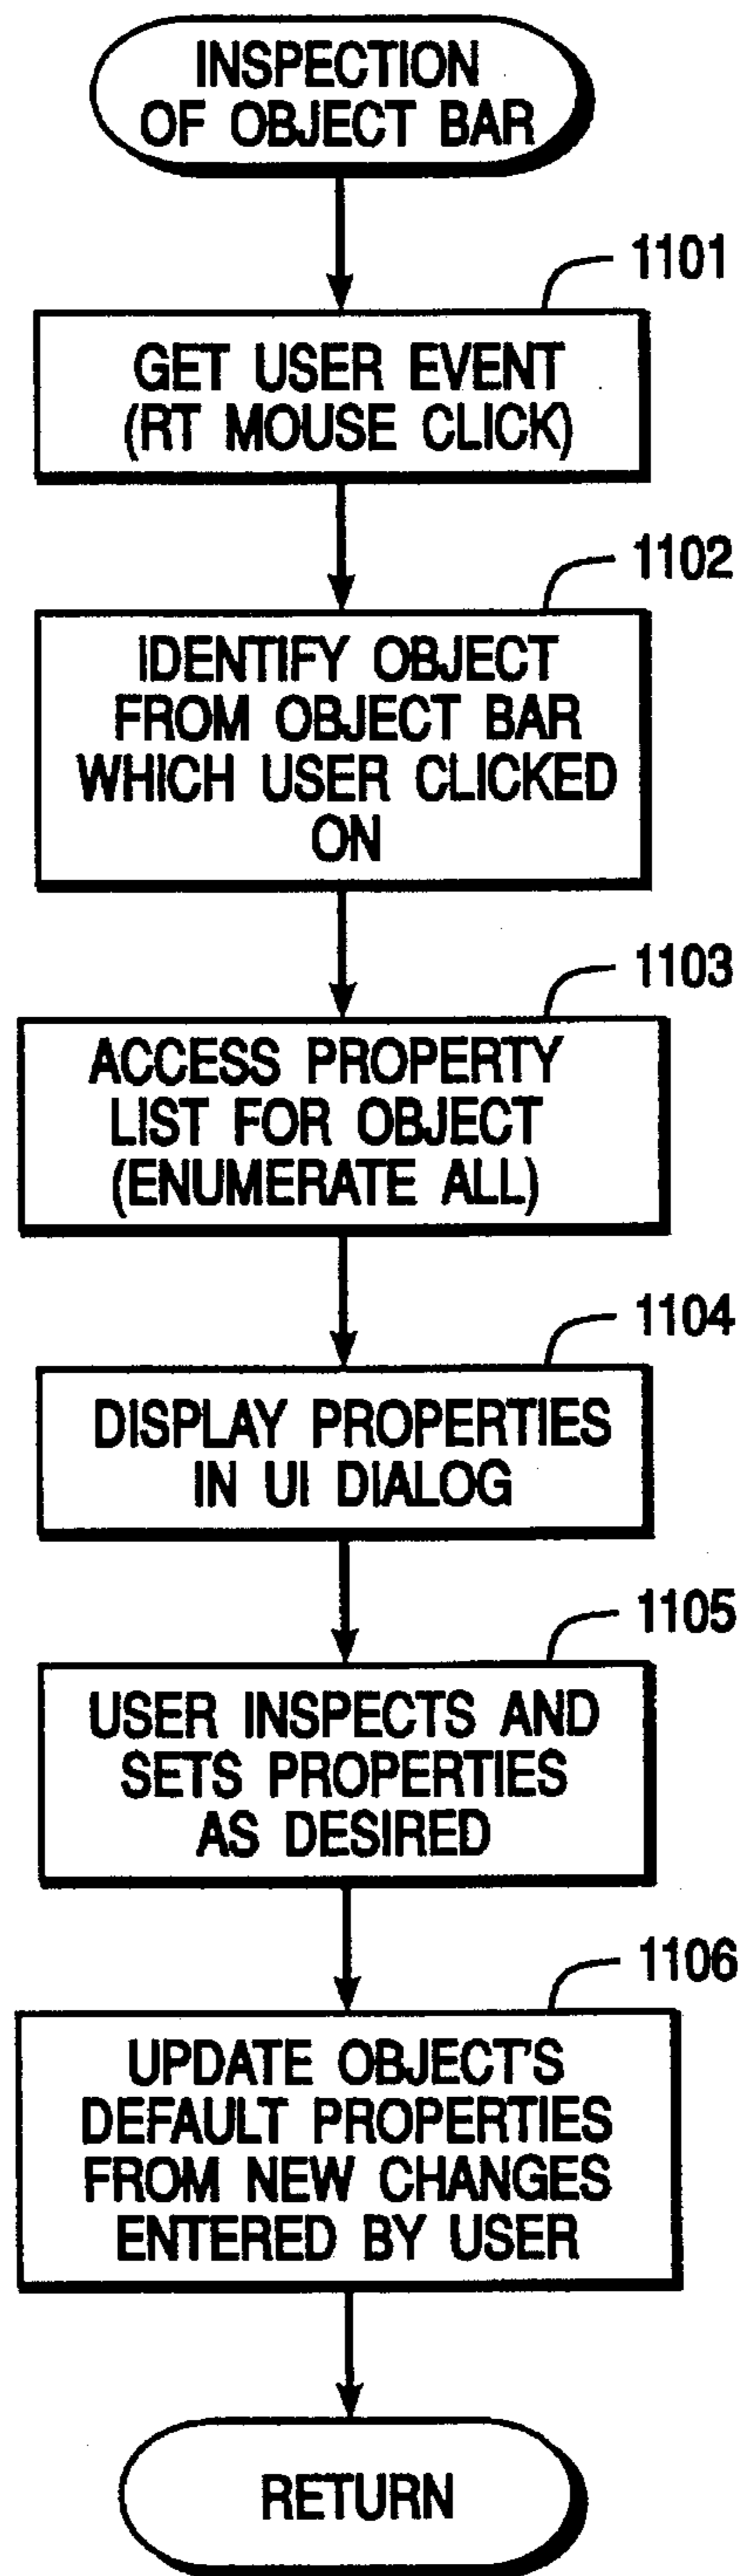 INSPECTION
OF OBJECT BAR
1101
GET USER EVENT
(RT MOUSE CLICK)
1102
IDENTIFY OBJECT
FROM OBJECT BAR
WHICH USER CLICKED
ON
1103
ACCESS PROPERTY
LIST FOR OBJECT
(ENUMERATE ALL)
1104
DISPLAY PROPERTIES
IN UI DIALOG
1105
USER INSPECTS AND
SETS PROPERTIES
AS DESIRED
1106
UPDATE OBJECT'S
DEFAULT PROPERTIES
FROM NEW CHANGES
ENTERED BY USER
RETURN